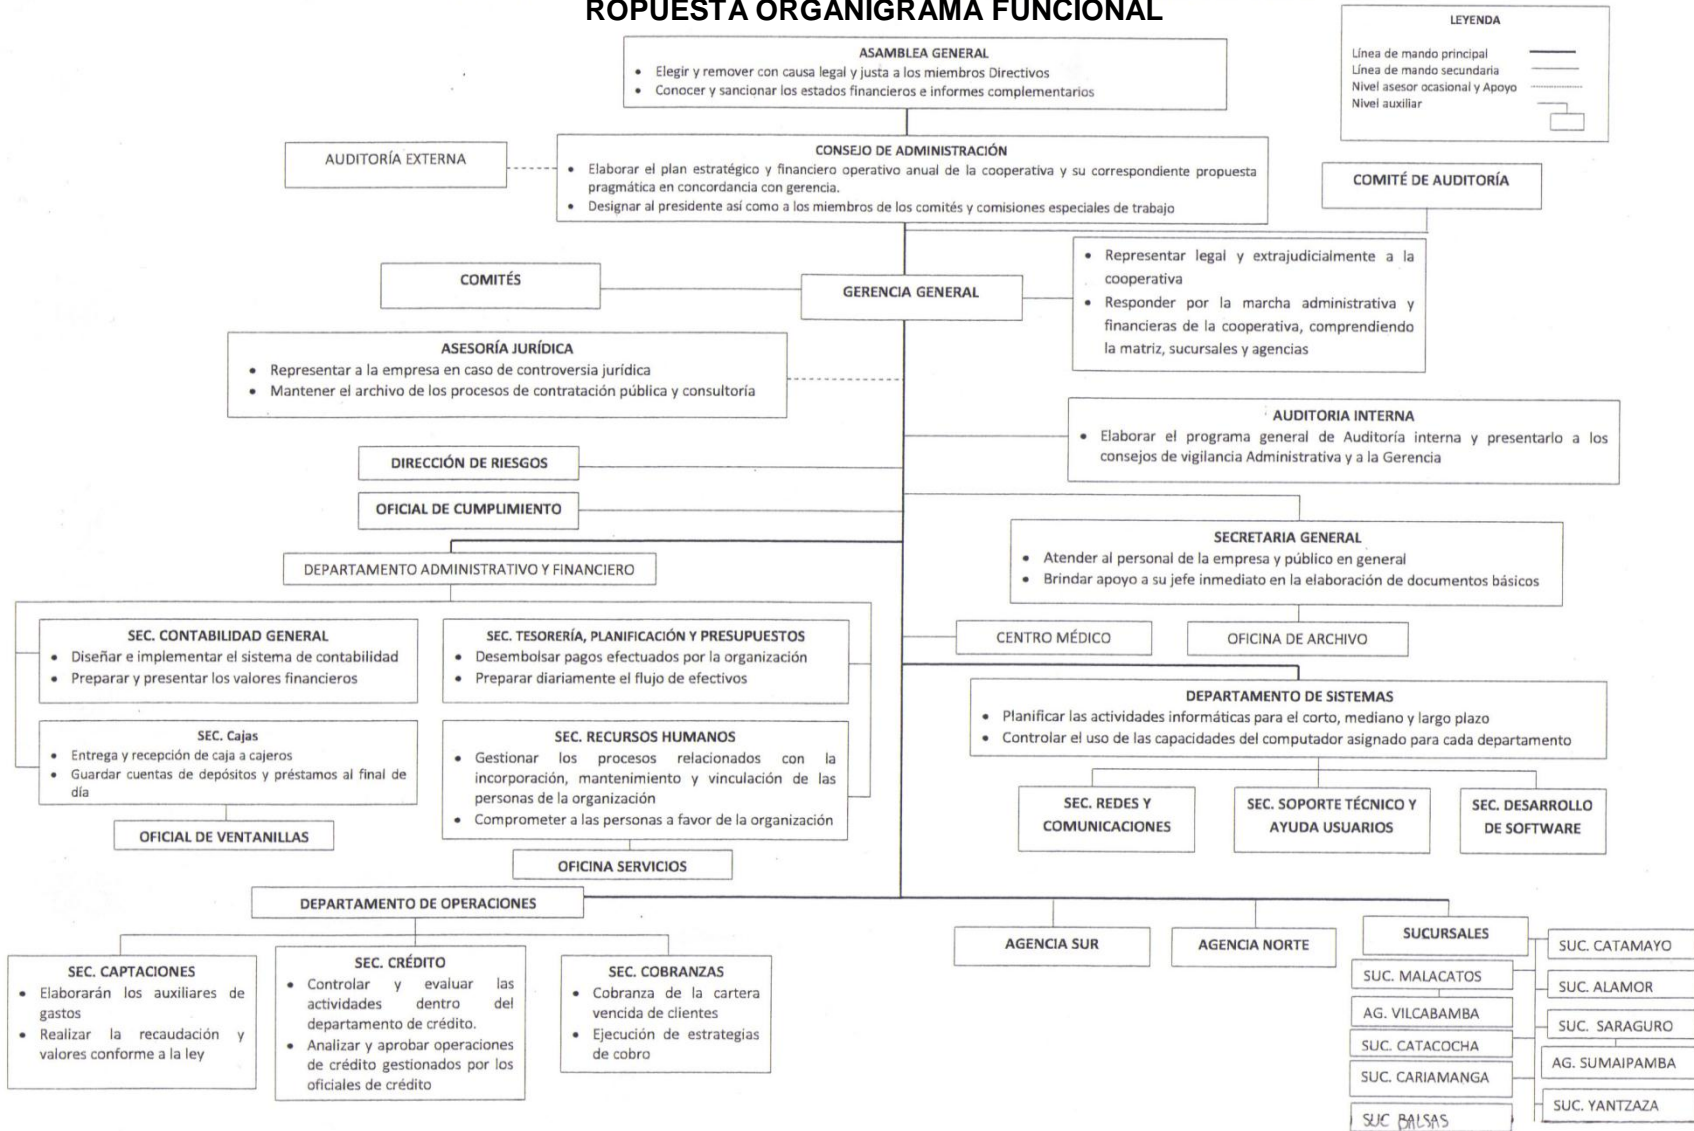 ROPUESTA ORGANIGRAMA FUNCIONAL
LEYENDA
Línea de mando principal
Línea de mando secundaria
Nivel asesor ocasional y Apoyo
Nivel auxiliar
ASAMBLEA GENERAL
• Elegir y remover con causa legal y justa a los miembros Directivos
• Conocer y sancionar los estados financieros e informes complementarios
AUDITORÍA EXTERNA
CONSEJO DE ADMINISTRACIÓN
• Elaborar el plan estratégico y financiero operativo anual de la cooperativa y su correspondiente propuesta
pragmática en concordancia con gerencia.
• Designar al presidente así como a los miembros de los comités y comisiones especiales de trabajo
COMITÉ DE AUDITORÍA
COMITÉS
GERENCIA GENERAL
• Representar legal y extrajudicialmente a la
cooperativa
• Responder por la marcha administrativa y
financieras de la cooperativa, comprendiendo
la matriz, sucursales y agencias
ASESORÍA JURÍDICA
• Representar a la empresa en caso de controversia jurídica
• Mantener el archivo de los procesos de contratación pública y consultoría
AUDITORIA INTERNA
• Elaborar el programa general de Auditoría interna y presentarlo a los
consejos de vigilancia Administrativa y a la Gerencia
DIRECCIÓN DE RIESGOS
OFICIAL DE CUMPLIMIENTO
SECRETARIA GENERAL
• Atender al personal de la empresa y público en general
• Brindar apoyo a su jefe inmediato en la elaboración de documentos básicos
DEPARTAMENTO ADMINISTRATIVO Y FINANCIERO
SEC. CONTABILIDAD GENERAL
• Diseñar e implementar el sistema de contabilidad
• Preparar y presentar los valores financieros
SEC. TESORERÍA, PLANIFICACIÓN Y PRESUPUESTOS
• Desembolsar pagos efectuados por la organización
• Preparar diariamente el flujo de efectivos
CENTRO MÉDICO
OFICINA DE ARCHIVO
SEC. Cajas
• Entrega y recepción de caja a cajeros
• Guardar cuentas de depósitos y préstamos al final de
día
OFICIAL DE VENTANILLAS
SEC. RECURSOS HUMANOS
• Gestionar los procesos relacionados con la
incorporación, mantenimiento y vinculación de las
personas de la organización
• Comprometer a las personas a favor de la organización
OFICINA SERVICIOS
DEPARTAMENTO DE SISTEMAS
• Planificar las actividades informáticas para el corto, mediano y largo plazo
• Controlar el uso de las capacidades del computador asignado para cada departamento
SEC. REDES Y
COMUNICACIONES
SEC. SOPORTE TÉCNICO Y
AYUDA USUARIOS
SEC. DESARROLLO
DE SOFTWARE
DEPARTAMENTO DE OPERACIONES
SEC. CAPTACIONES
• Elaborarán los auxiliares de
gastos
• Realizar la recaudación y
valores conforme a la ley
SEC. CRÉDITO
• Controlar y evaluar las
actividades dentro del
departamento de crédito.
• Analizar y aprobar operaciones
de crédito gestionados por los
oficiales de crédito
SEC. COBRANZAS
• Cobranza de la cartera
vencida de clientes
• Ejecución de estrategias
de cobro
AGENCIA SUR
AGENCIA NORTE
SUCURSALES
SUC. MALACATOS
AG. VILCABAMBA
SUC. CATACOCHA
SUC. CARIAMANGA
SUC BALSAS
SUC. CATAMAYO
SUC. ALAMOR
SUC. SARAGURO
AG. SUMAIPAMBA
SUC. YANTZAZA